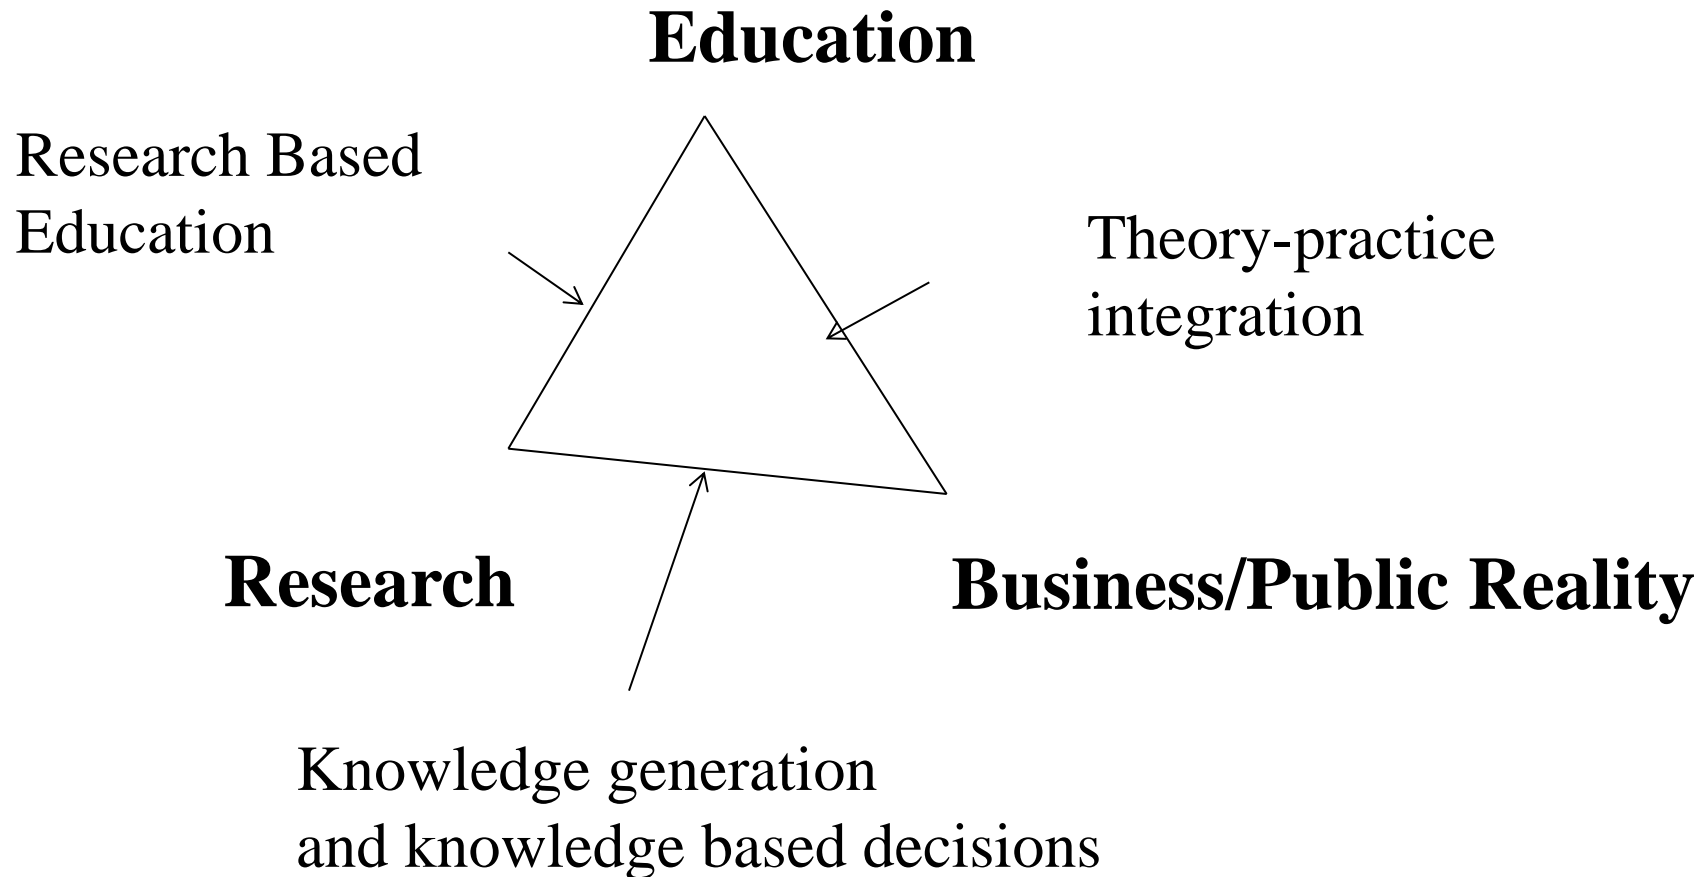 Education
Research Based
Education
Theory-practice
integration
Research
Business/Public Reality
Knowledge generation
and knowledge based decisions